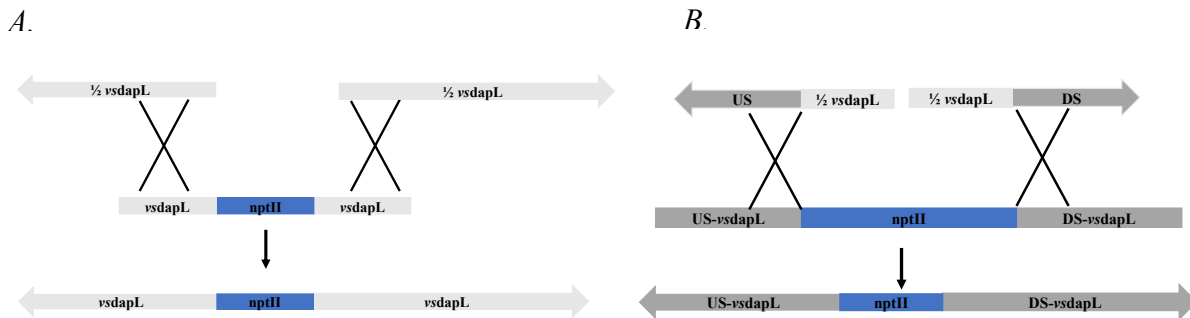 A.
½ vsdapL ½ vsdapL
vsdapL nptII vsdapL
vsdapL nptII vsdapL
B.
US ½ vsdapL ½ vsdapL DS
US-vsdapL nptII DS-vsdapL
US-vsdapL nptII DS-vsdapL